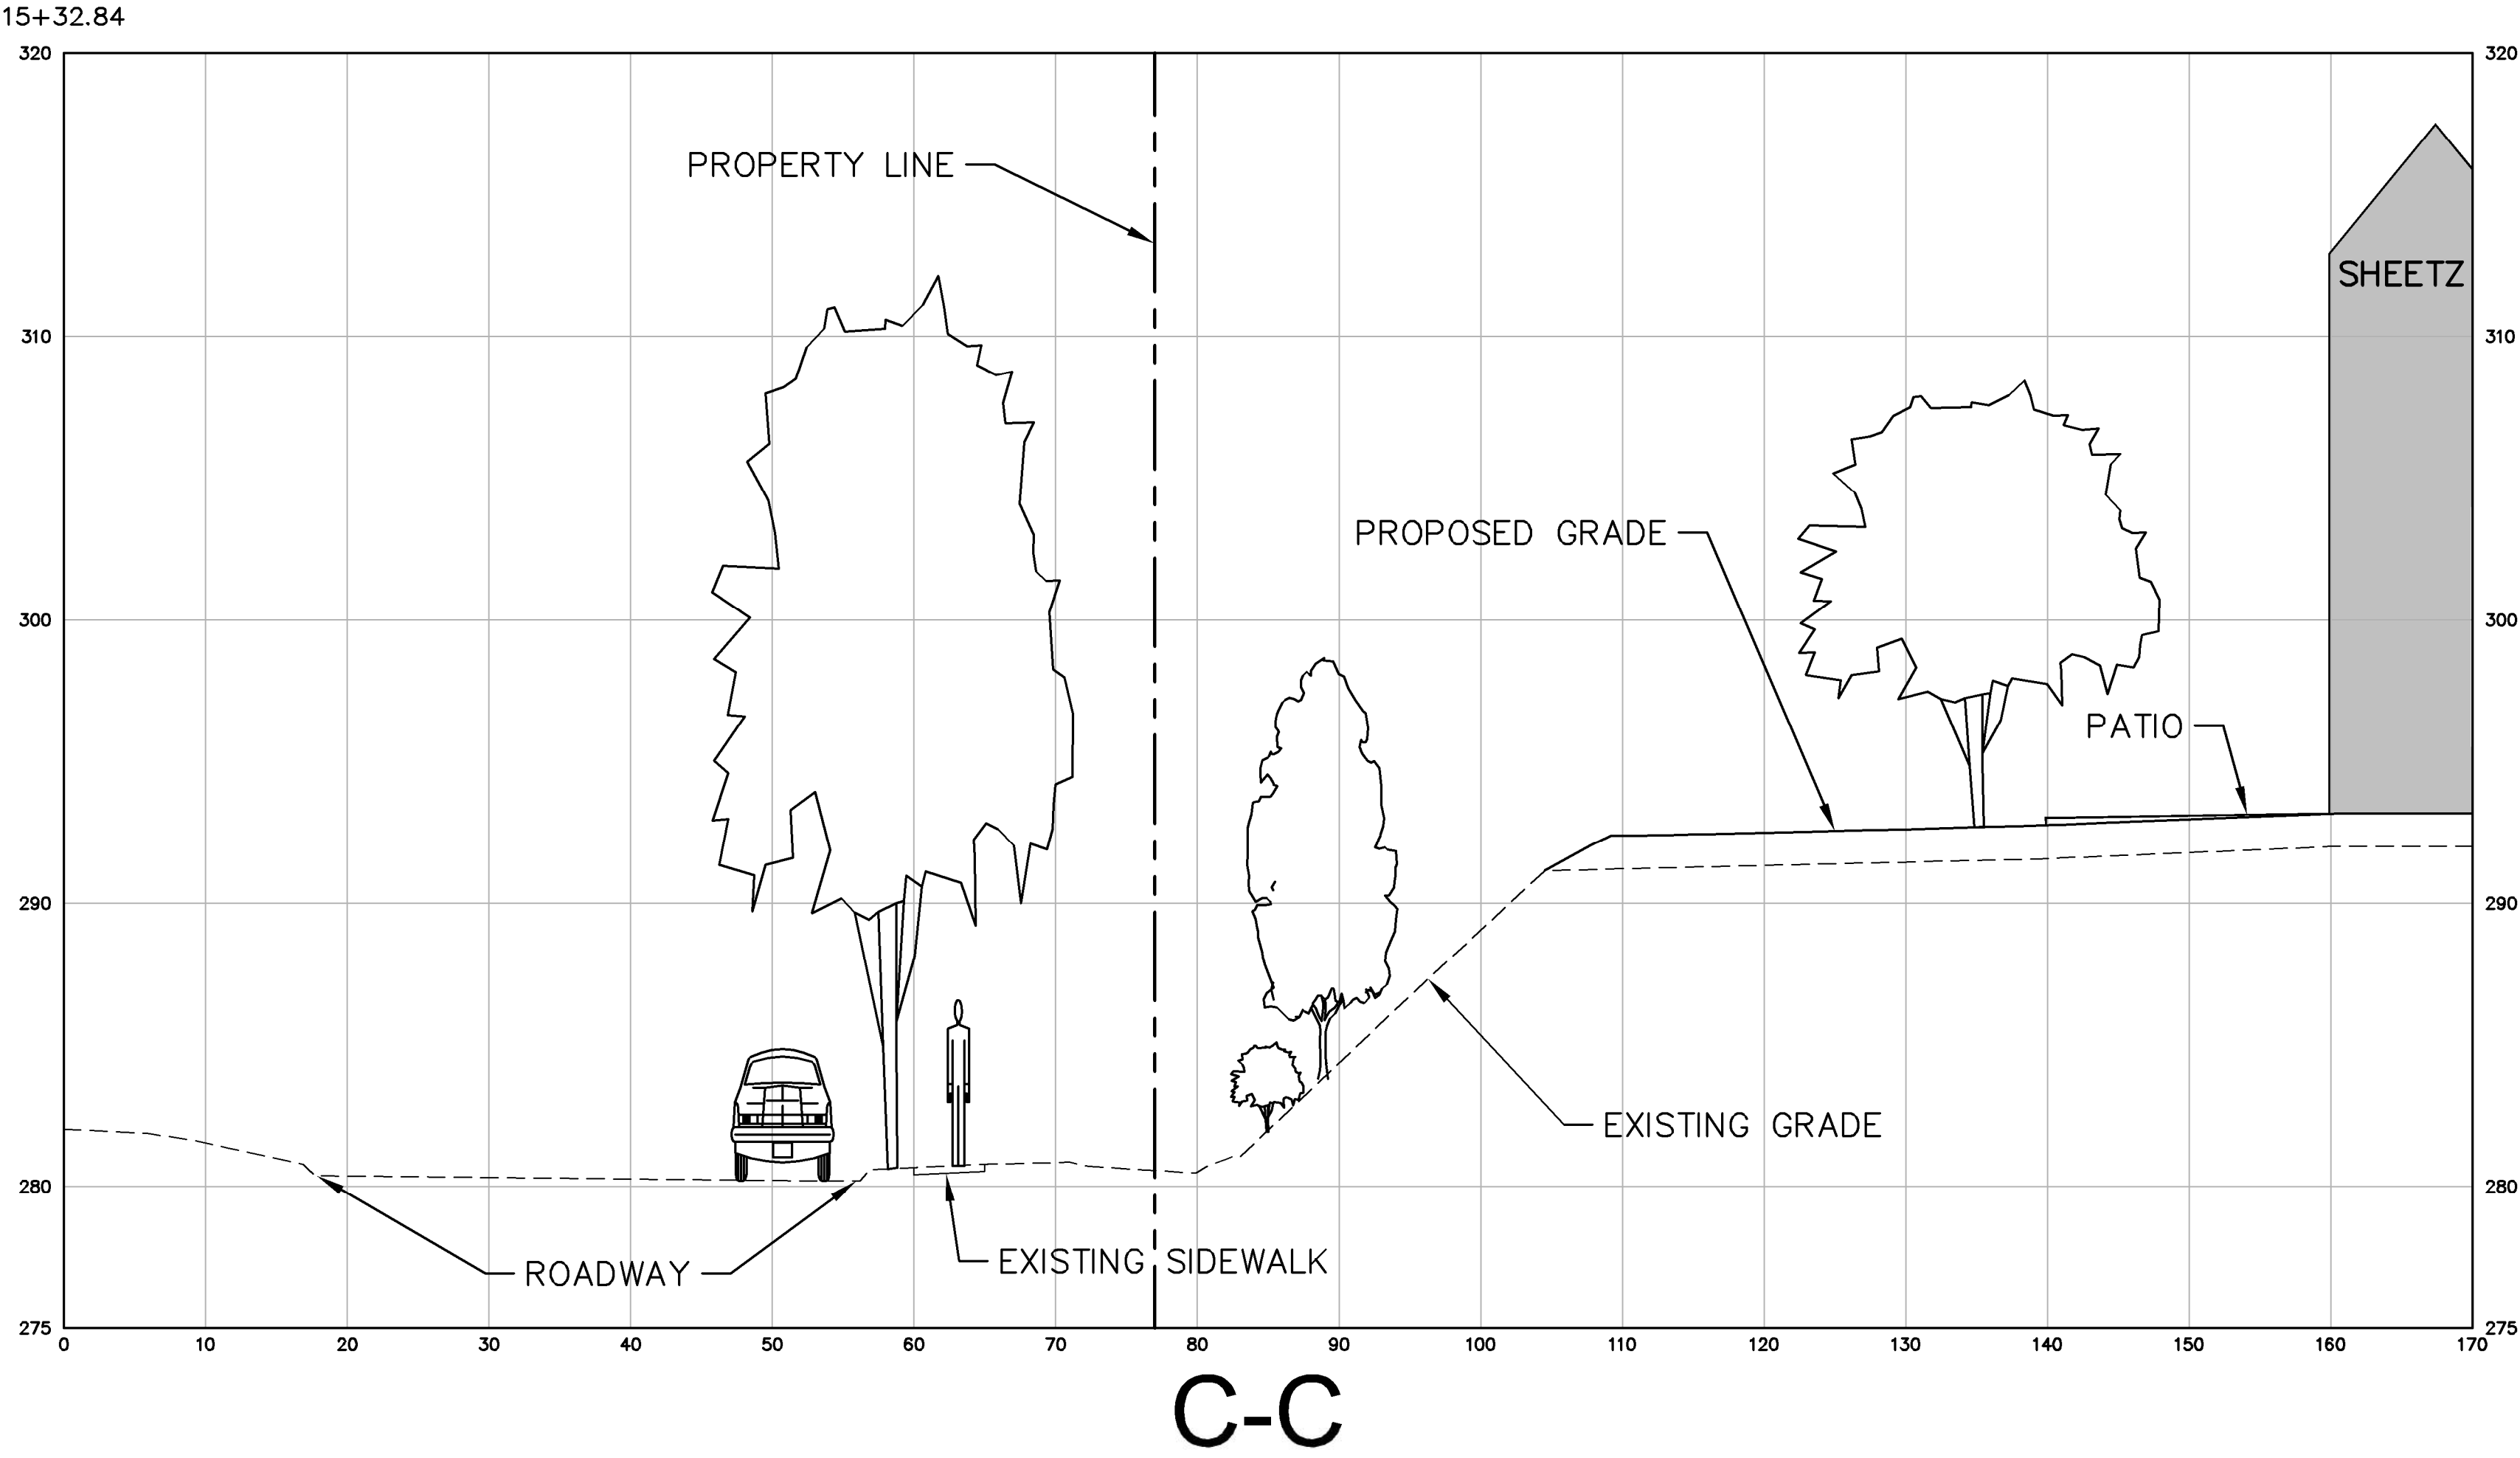 15+32.84
320 320
PROPERTY LINE
SHEETZ
310 310
PROPOSED GRADE
300 300
PATIO
290 290
EXISTING GRADE
280 280
EXISTING SIDEWALK
ROADWAY
275 275
0 10 20 30 40 50 60 70 80 90 100 110 120 130 140 150 160 170
C-C